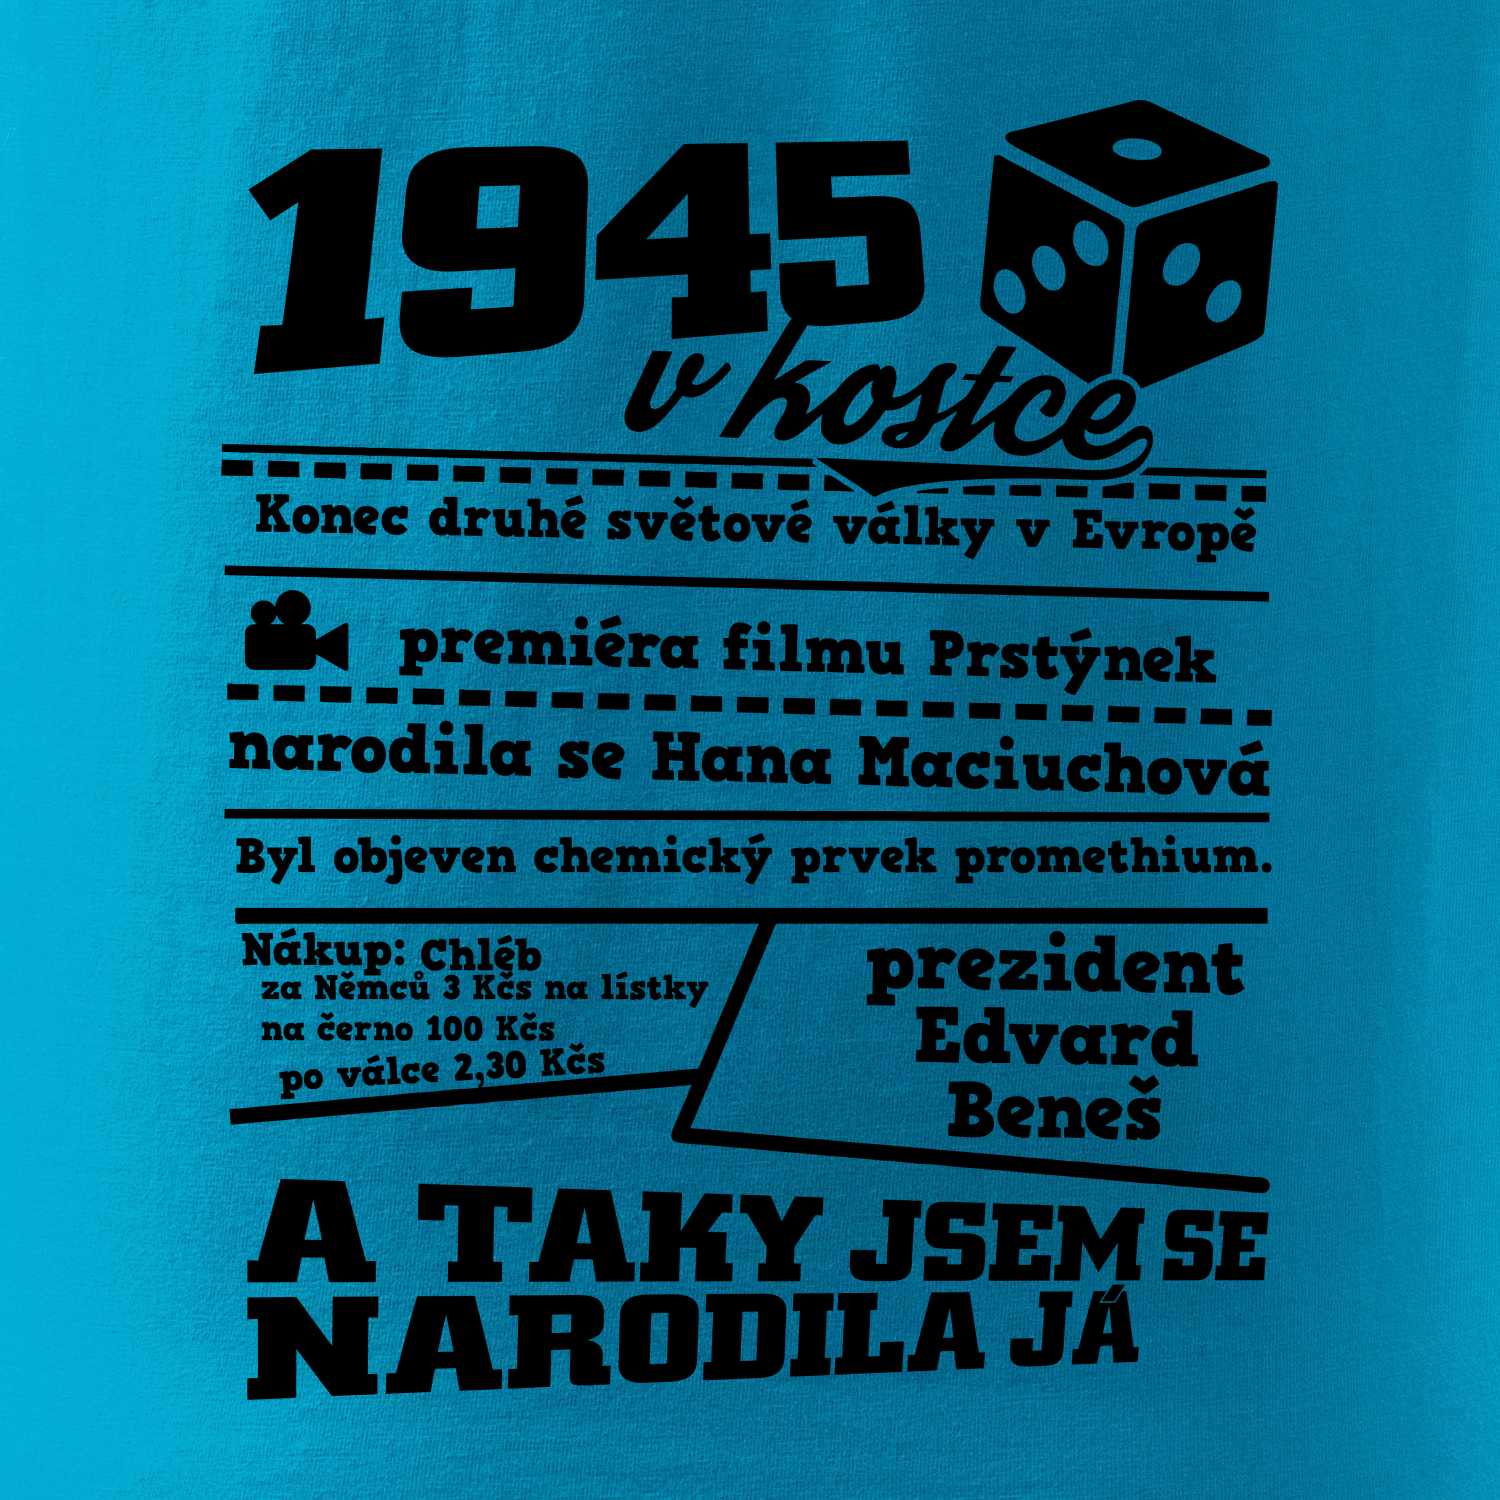 1945
v kostce
Konec druhé světové války v Evropě
premiéra filmu Prstýnek
narodila se Hana Maciuchová
Byl objeven chemický prvek promethium.
Nákup: Chléb
za Němců 3 Kčs na lístky
na černo 100 Kčs
po válce 2,30 Kčs
prezident
Edvard
Beneš
A TAKY JSEM SE
NARODILA JÁ